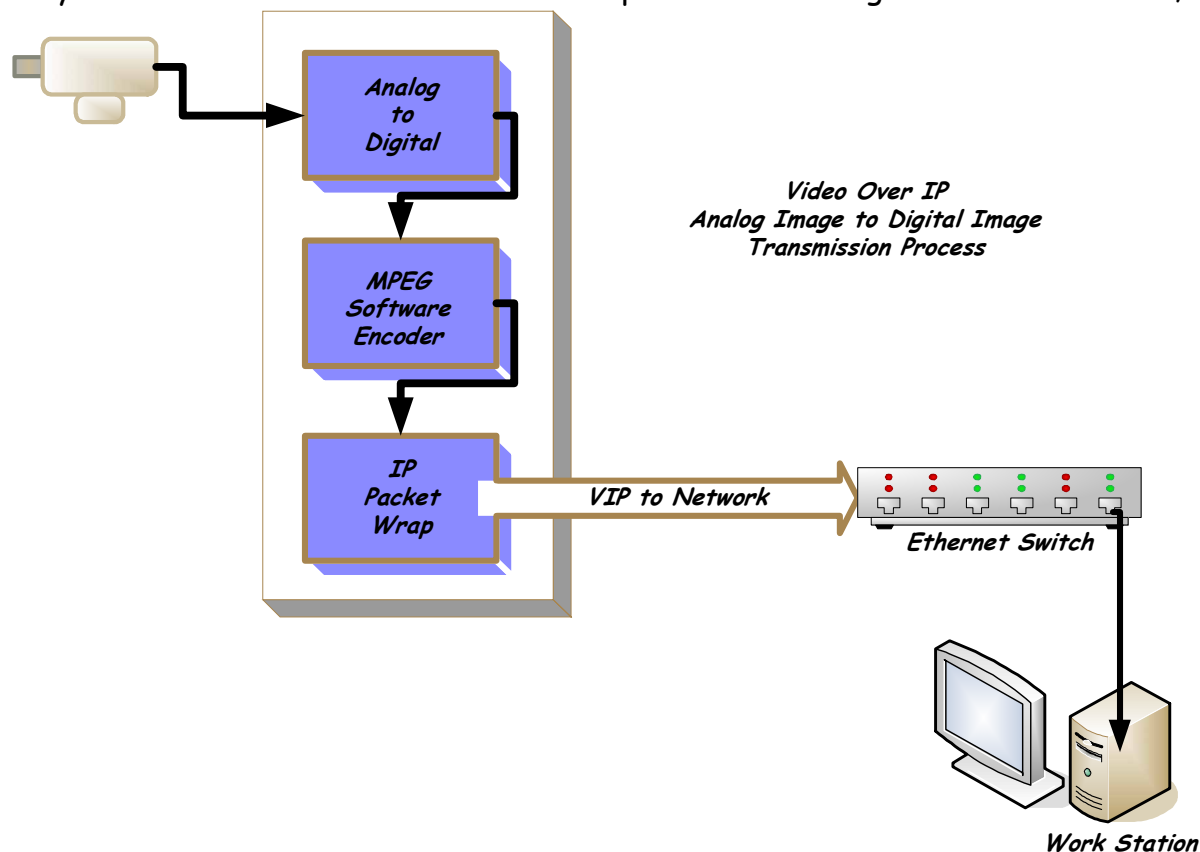 Analog
to
Digital
Video Over IP
Analog Image to Digital Image
Transmission Process
MPEG
Software
Encoder
IP
Packet
Wrap
VIP to Network
Ethernet Switch
Work Station